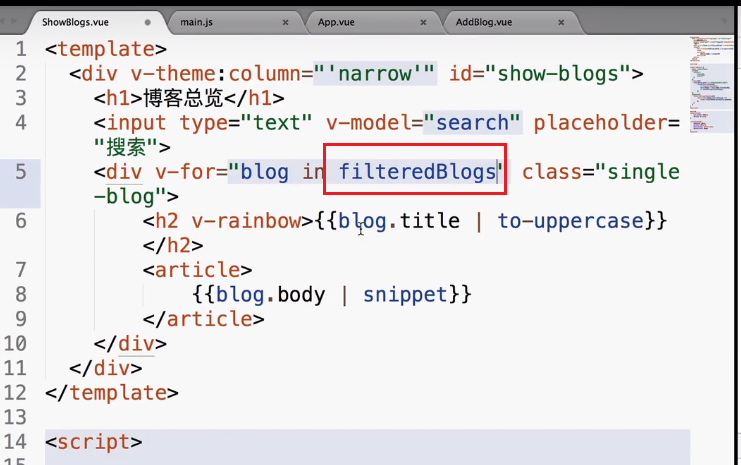 ShowBlogs.vue main.js App.vue AddBlog.vue
1 <template>
2 <div v-theme:column="'narrow'" id="show-blogs">
3 <h1>博客总览</h1>
4 <input type="text" v-model="search" placeholder=
"搜索">
5 <div v-for="blog in filteredBlogs" class="single
-blog">
6 <h2 v-rainbow>{{blog.title | to-uppercase}}
</h2>
7 <article>
8 {{blog.body | snippet}}
9 </article>
10 </div>
11 </div>
12 </template>
13
14 <script>
15